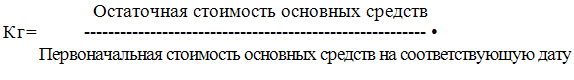 Остаточная стоимость основных средств
Кг= --------------------------------------------------------- •
Первоначальная стоимость основных средств на соответствующую дату